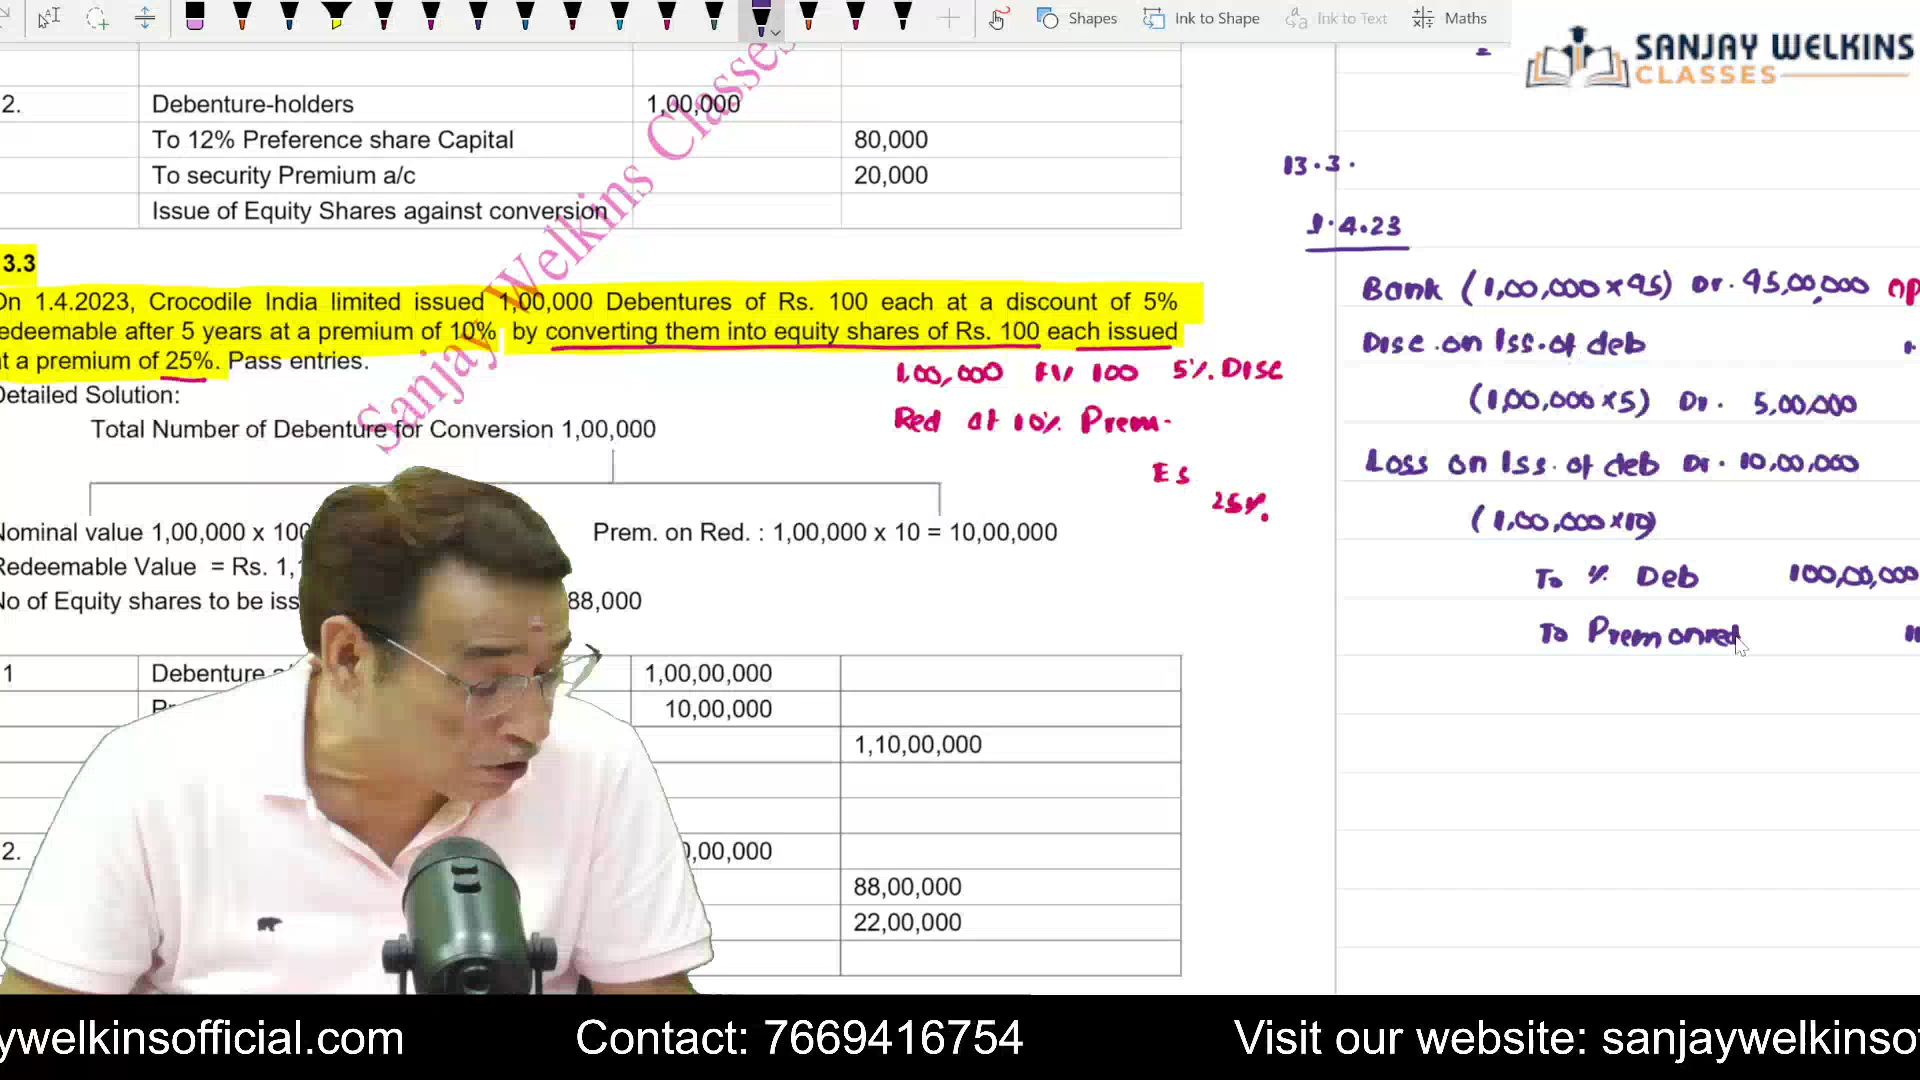 Shapes
Ink to Shape
Ink to Text
Maths
SANJAY WELKINS
CLASSES
2.
Debenture-holders
1,00,000
To 12% Preference share Capital
80,000
To security Premium a/c
20,000
Issue of Equity Shares against conversion
Sanjay Welkins Classes
3.3
On 1.4.2023, Crocodile India limited issued 1,00,000 Debentures of Rs. 100 each at a discount of 5%
redeemable after 5 years at a premium of 10% by converting them into equity shares of Rs. 100 each issued
at a premium of 25%. Pass entries.
Detailed Solution:
Total Number of Debenture for Conversion 1,00,000
Nominal value 1,00,000 x 100
Prem. on Red. : 1,00,000 x 10 = 10,00,000
Redeemable Value = Rs. 1,
No of Equity shares to be iss
88,000
1
Debenture
1,00,00,000
10,00,000
1,10,00,000
2.
0,00,000
88,00,000
22,00,000
1,00,000 FV 100 5% Disc
Red at 10% Prem.
ES
25%.
13.3.
1.4.23
Bank (1,00,000×95) Dr. 95,00,000
Disc. on Iss. of deb
(1,00,000×5) Dr. 5,00,000
Loss on Iss. of deb Dr. 10,00,000
(1,00,000×10)
To % Deb 100,00,000
To Prem on red
ywelkinsofficial.com
Contact: 7669416754
Visit our website: sanjaywelkinso